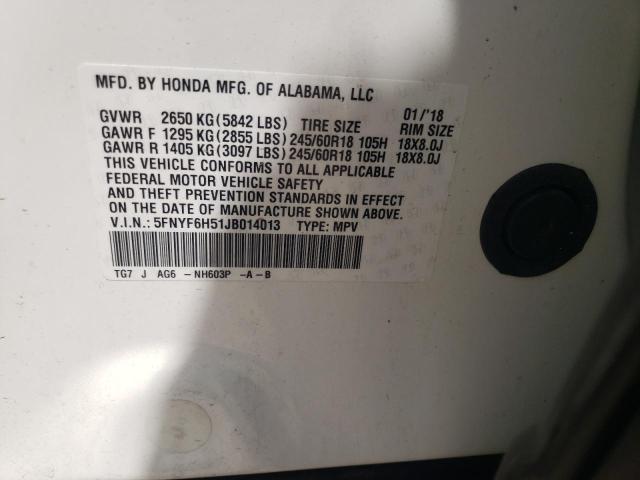 MFD. BY HONDA MFG. OF ALABAMA, LLC
01/'18
GVWR 2650 KG(5842 LBS) TIRE SIZE RIM SIZE
GAWR F 1295 KG(2855 LBS)245/60R18 105H 18X8.0J
GAWR R 1405 KG(3097 LBS)245/60R18 105H 18X8.0J
THIS VEHICLE CONFORMS TO ALL APPLICABLE
FEDERAL MOTOR VEHICLE SAFETY
AND THEFT PREVENTION STANDARDS IN EFFECT
ON THE DATE OF MANUFACTURE SHOWN ABOVE.
V.I.N.: 5FNYF6H51JB014013 TYPE: MPV
TG7 J AG6 - NH603P -A-B